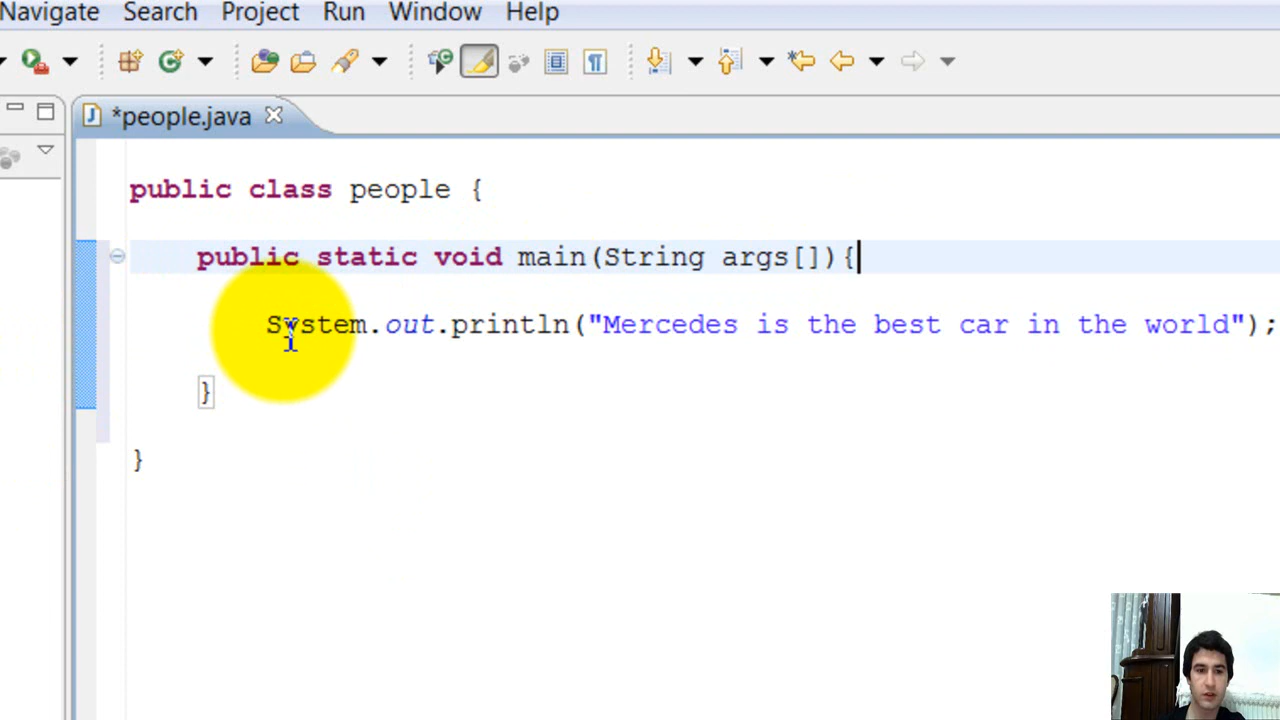 Navigate Search Project Run Window Help
*people.java
public class people {
public static void main(String args[]){
System.out.println("Mercedes is the best car in the world");
}
}